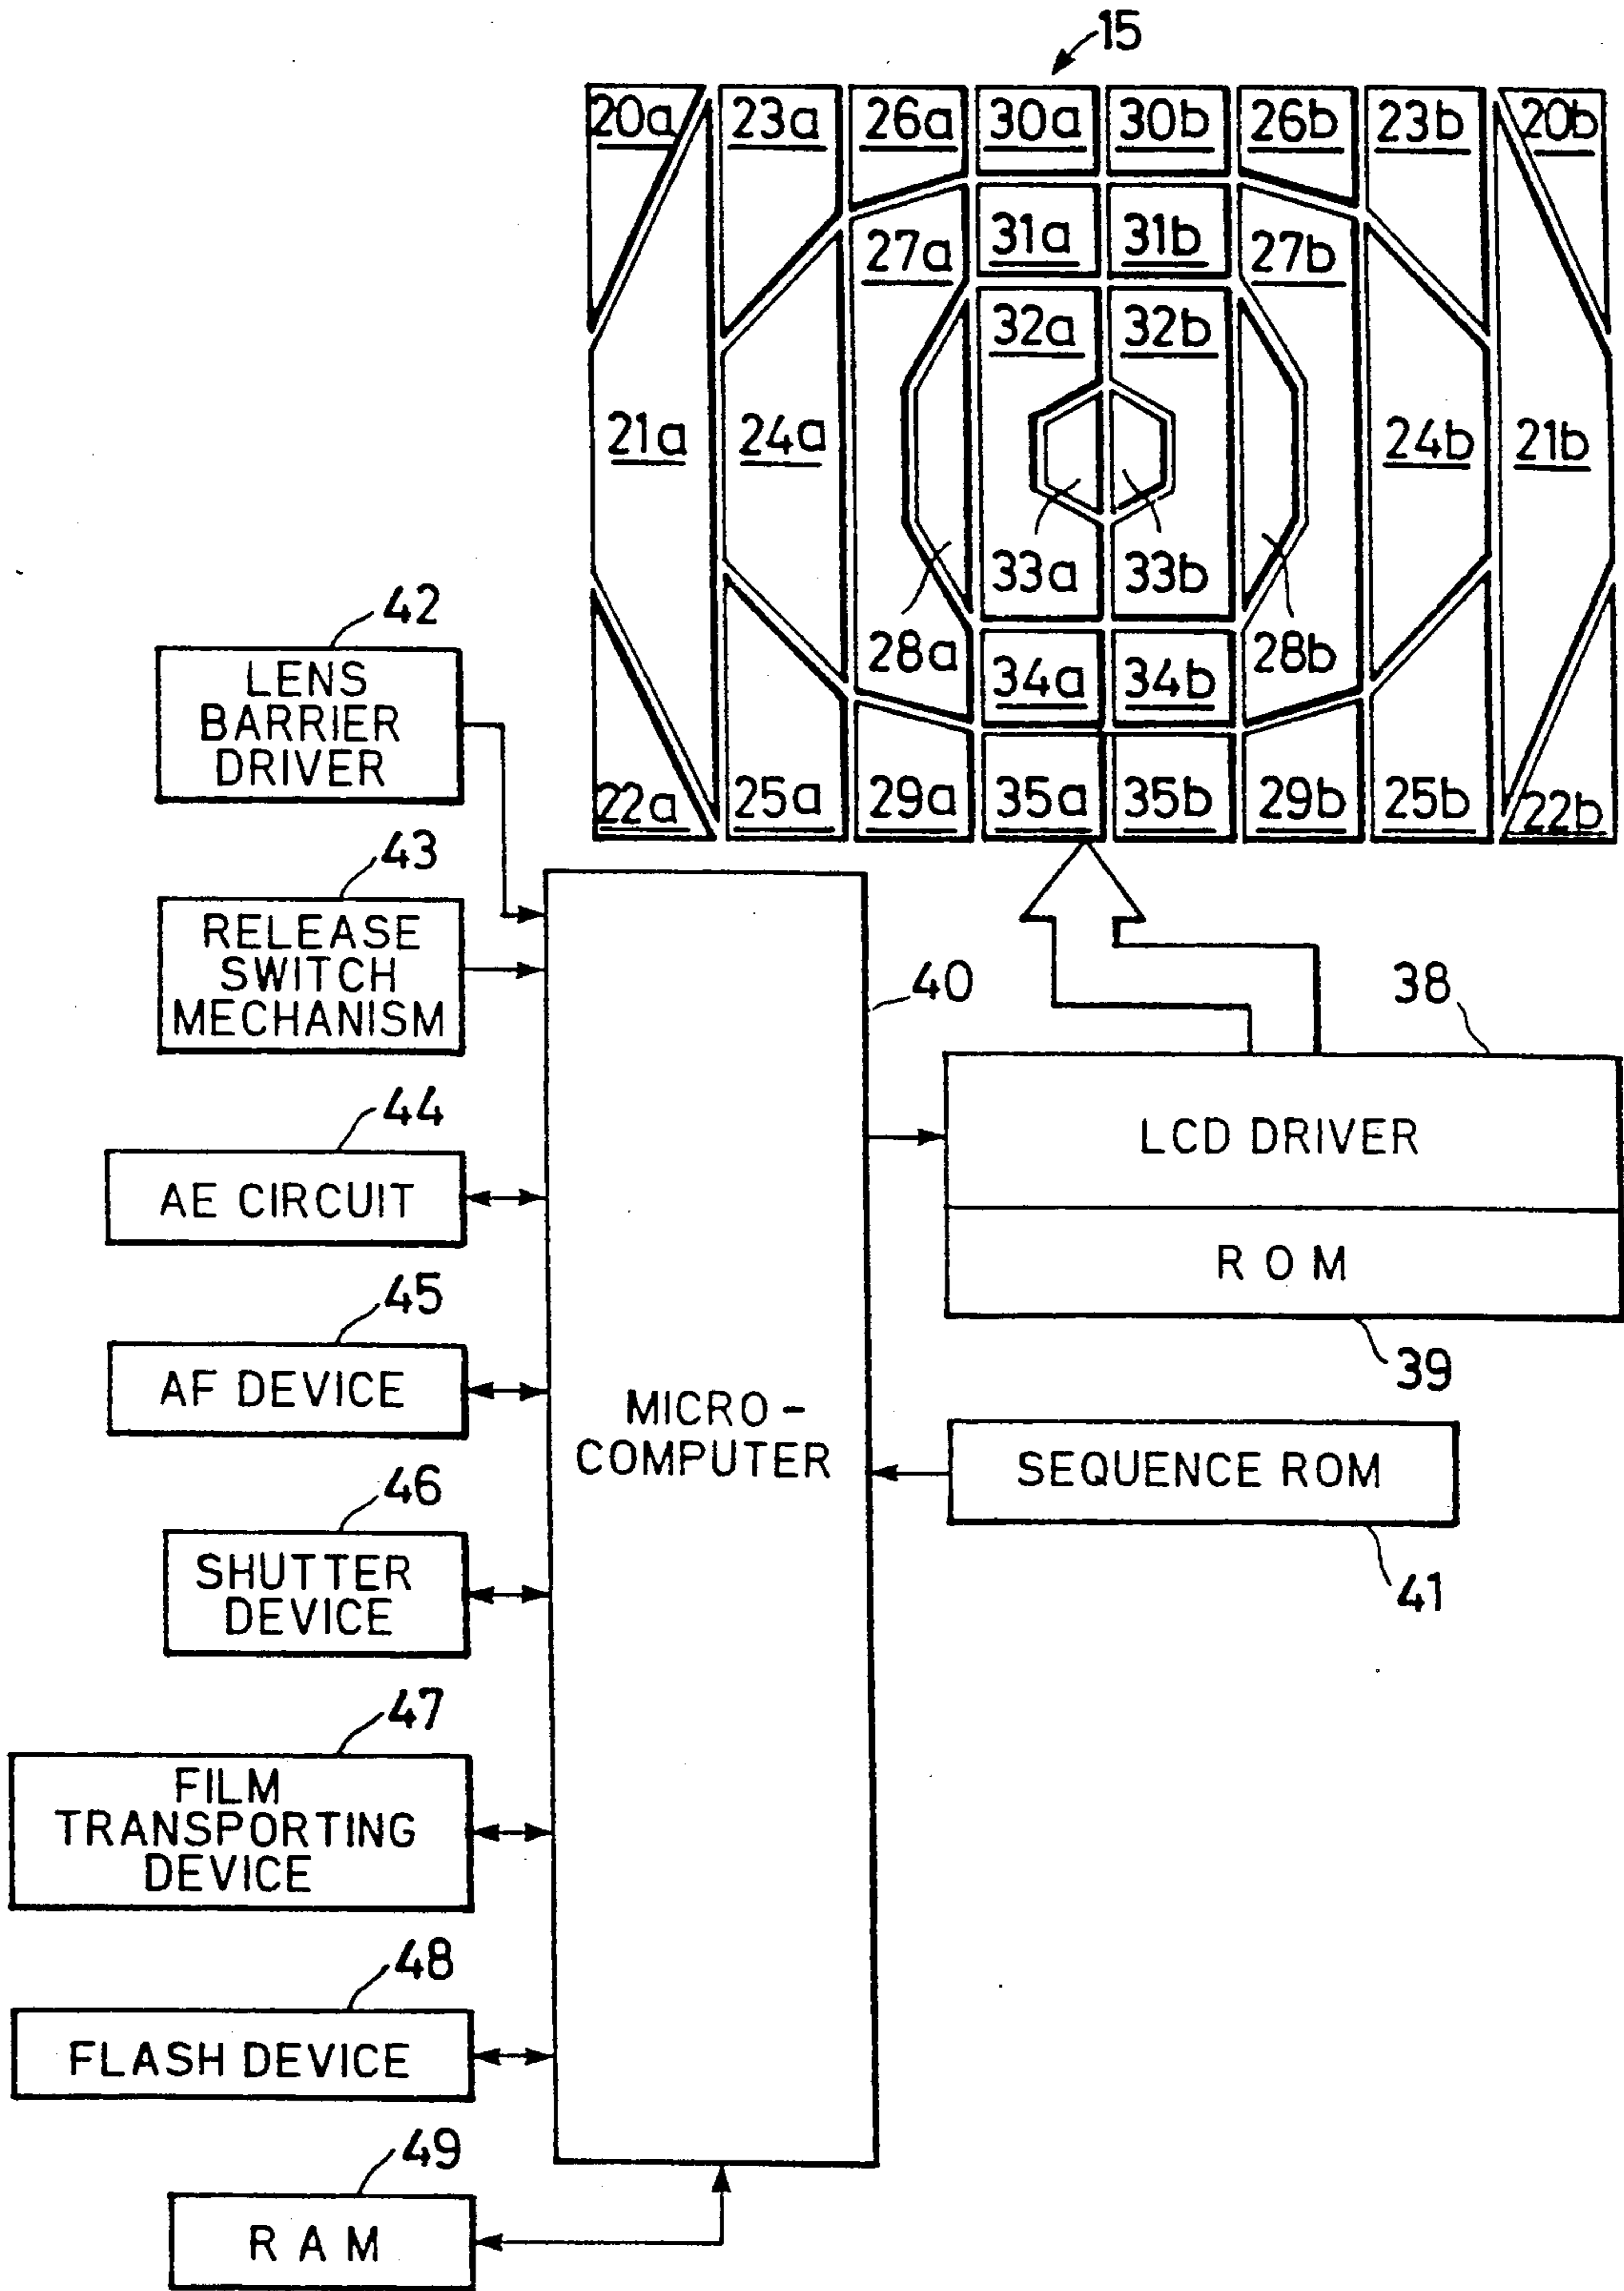 15
20a 23a 26a 30a 30b 26b 23b 20b
31a 31b
27a 27b
32a 32b
21a 24a 24b 21b
33a 33b
28a 34a 34b 28b
22a 25a 29a 35a 35b 29b 25b 22b
42
LENS
BARRIER
DRIVER
43
RELEASE
SWITCH
MECHANISM
40
38
LCD DRIVER
ROM
39
44
AE CIRCUIT
45
AF DEVICE
MICRO-
COMPUTER
SEQUENCE ROM
41
46
SHUTTER
DEVICE
47
FILM
TRANSPORTING
DEVICE
48
FLASH DEVICE
49
RAM